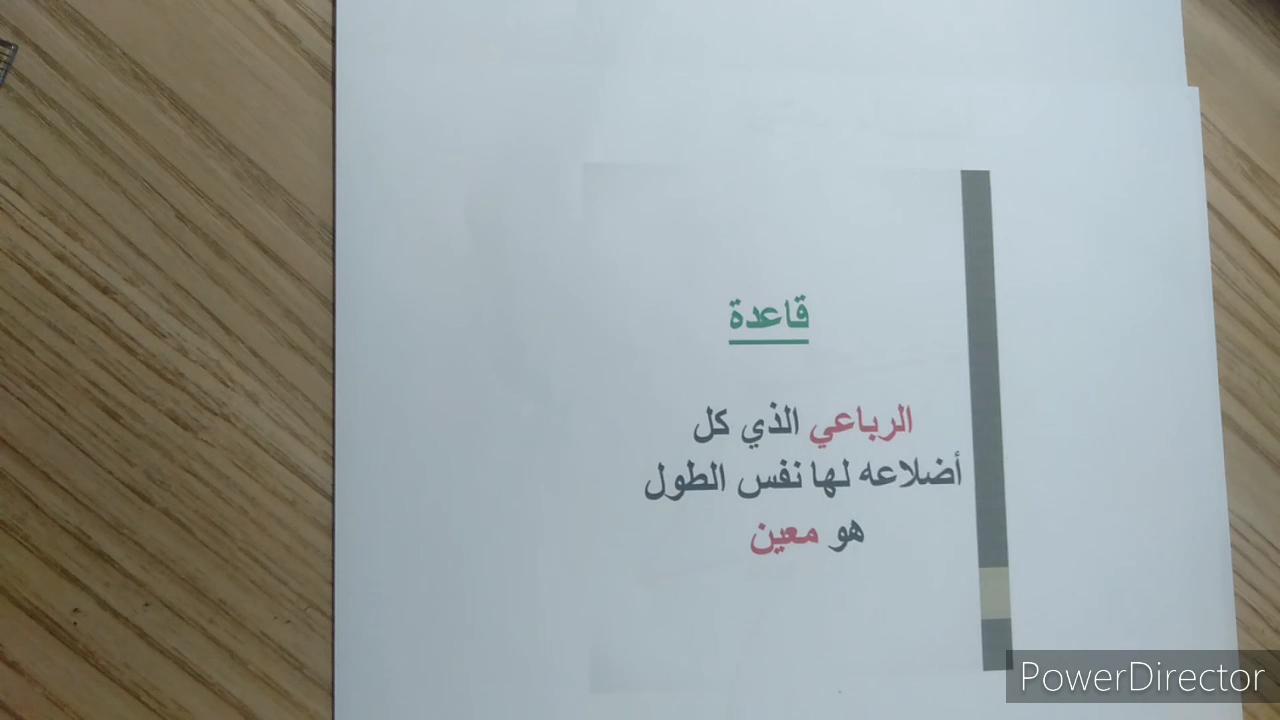 قاعدة
الرباعي الذي كل
أضلاعه لها نفس الطول
هو معين
PowerDirector